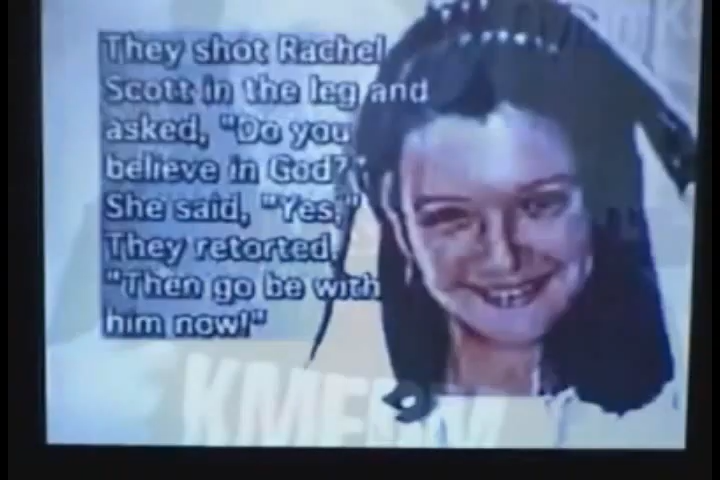 They shot Rachel
Scott in the leg and
asked, "Do you
believe in God?"
She said, "Yes,"
They retorted,
"Then go be with
him now!"
KMFDM